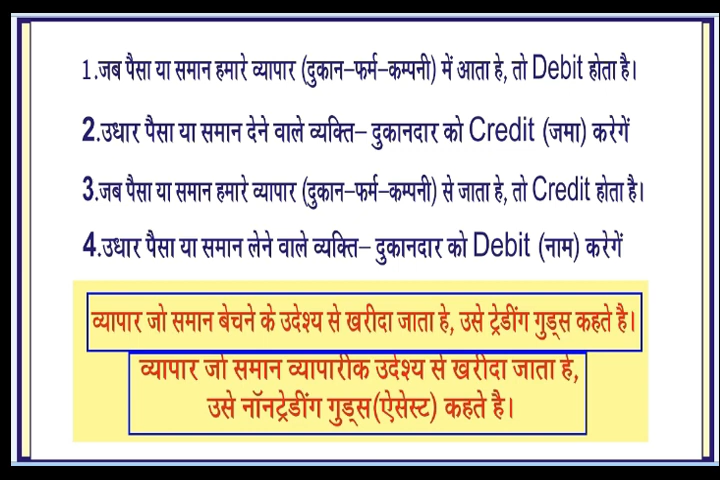 1.जब पैसा या समान हमारे व्यापार (दुकान–फर्म–कम्पनी) में आता हे, तो Debit होता है।
2.उधार पैसा या समान देने वाले व्यक्ति– दुकानदार को Credit (जमा) करेगें
3.जब पैसा या समान हमारे व्यापार (दुकान–फर्म–कम्पनी) से जाता हे, तो Credit होता है।
4.उधार पैसा या समान लेने वाले व्यक्ति– दुकानदार को Debit (नाम) करेगें
व्यापार जो समान बेचने के उदेश्य से खरीदा जाता हे, उसे ट्रेडींग गुड्स कहते है।
व्यापार जो समान व्यापारीक उदेश्य से खरीदा जाता हे,
उसे नॉनट्रेडींग गुड्स(ऐसेस्ट) कहते है।